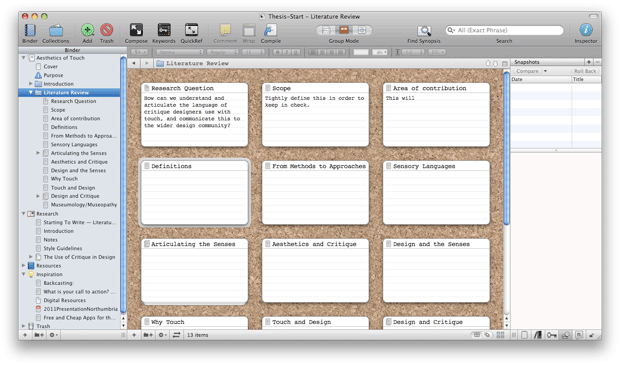 Thesis-Start – Literature Review
Binder
Collections
Add
Trash
Compose
Keywords
QuickRef
Comment
Wrap
Compile
Group Mode
Find Synopsis
All (Exact Phrase)
Search
Inspector
Binder
Aesthetics of Touch
Cover
Purpose
Introduction
Literature Review
Research Question
Scope
Area of contribution
Definitions
From Methods to Approa...
Sensory Languages
Articulating the Senses
Aesthetics and Critique
Design and the Senses
Why Touch
Touch and Design
Design and Critique
Museumology/Museopathy
Research
Starting To Write — Literatu...
Introduction
Notes
Style Guidelines
The Use of Critique in Design
Resources
Inspiration
Backcasting
What is your call to action? ...
Digital Resources
2011PresentationNorthumbria
Free and Cheap Apps for th...
Trash
Literature Review
Research Question
How can we understand and
articulate the language of
critique designers use with
touch, and communicate this to
the wider design community?
Scope
Tightly define this in order to
keep in check.
Area of contribution
This will
Definitions
From Methods to Approaches
Sensory Languages
Articulating the Senses
Aesthetics and Critique
Design and the Senses
Why Touch
Touch and Design
Design and Critique
13 items
Snapshots
Compare
Roll Back
Date
Title